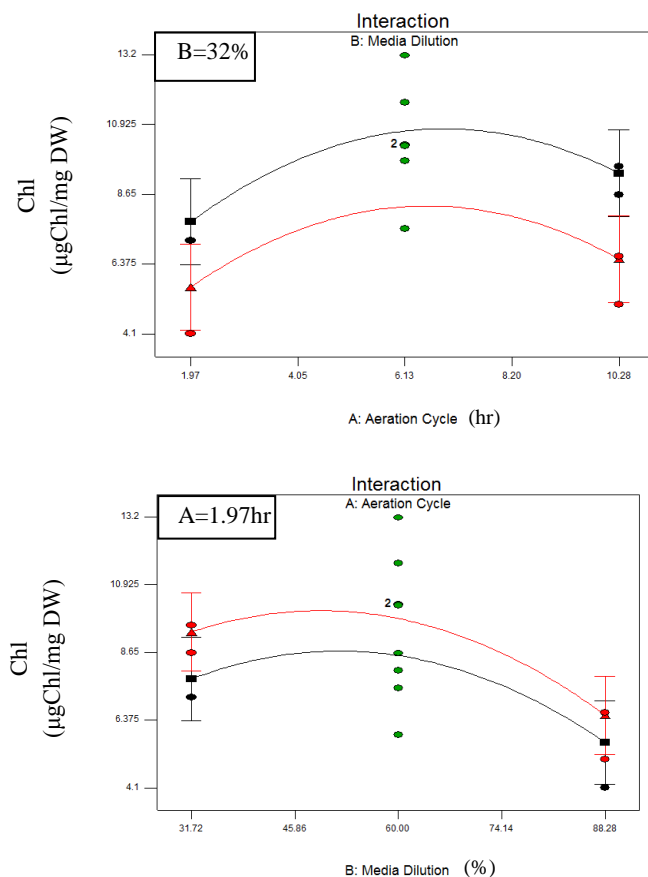 Interaction
B: Media Dilution
B=32%
13.2
10.925
8.65
6.375
4.1
Chl
(µgChl/mg DW)
2
1.97
4.05
6.13
8.20
10.28
A: Aeration Cycle (hr)
Interaction
A: Aeration Cycle
A=1.97hr
13.2
10.925
8.65
6.375
4.1
Chl
(µgChl/mg DW)
2
31.72
45.86
60.00
74.14
88.28
B: Media Dilution (%)